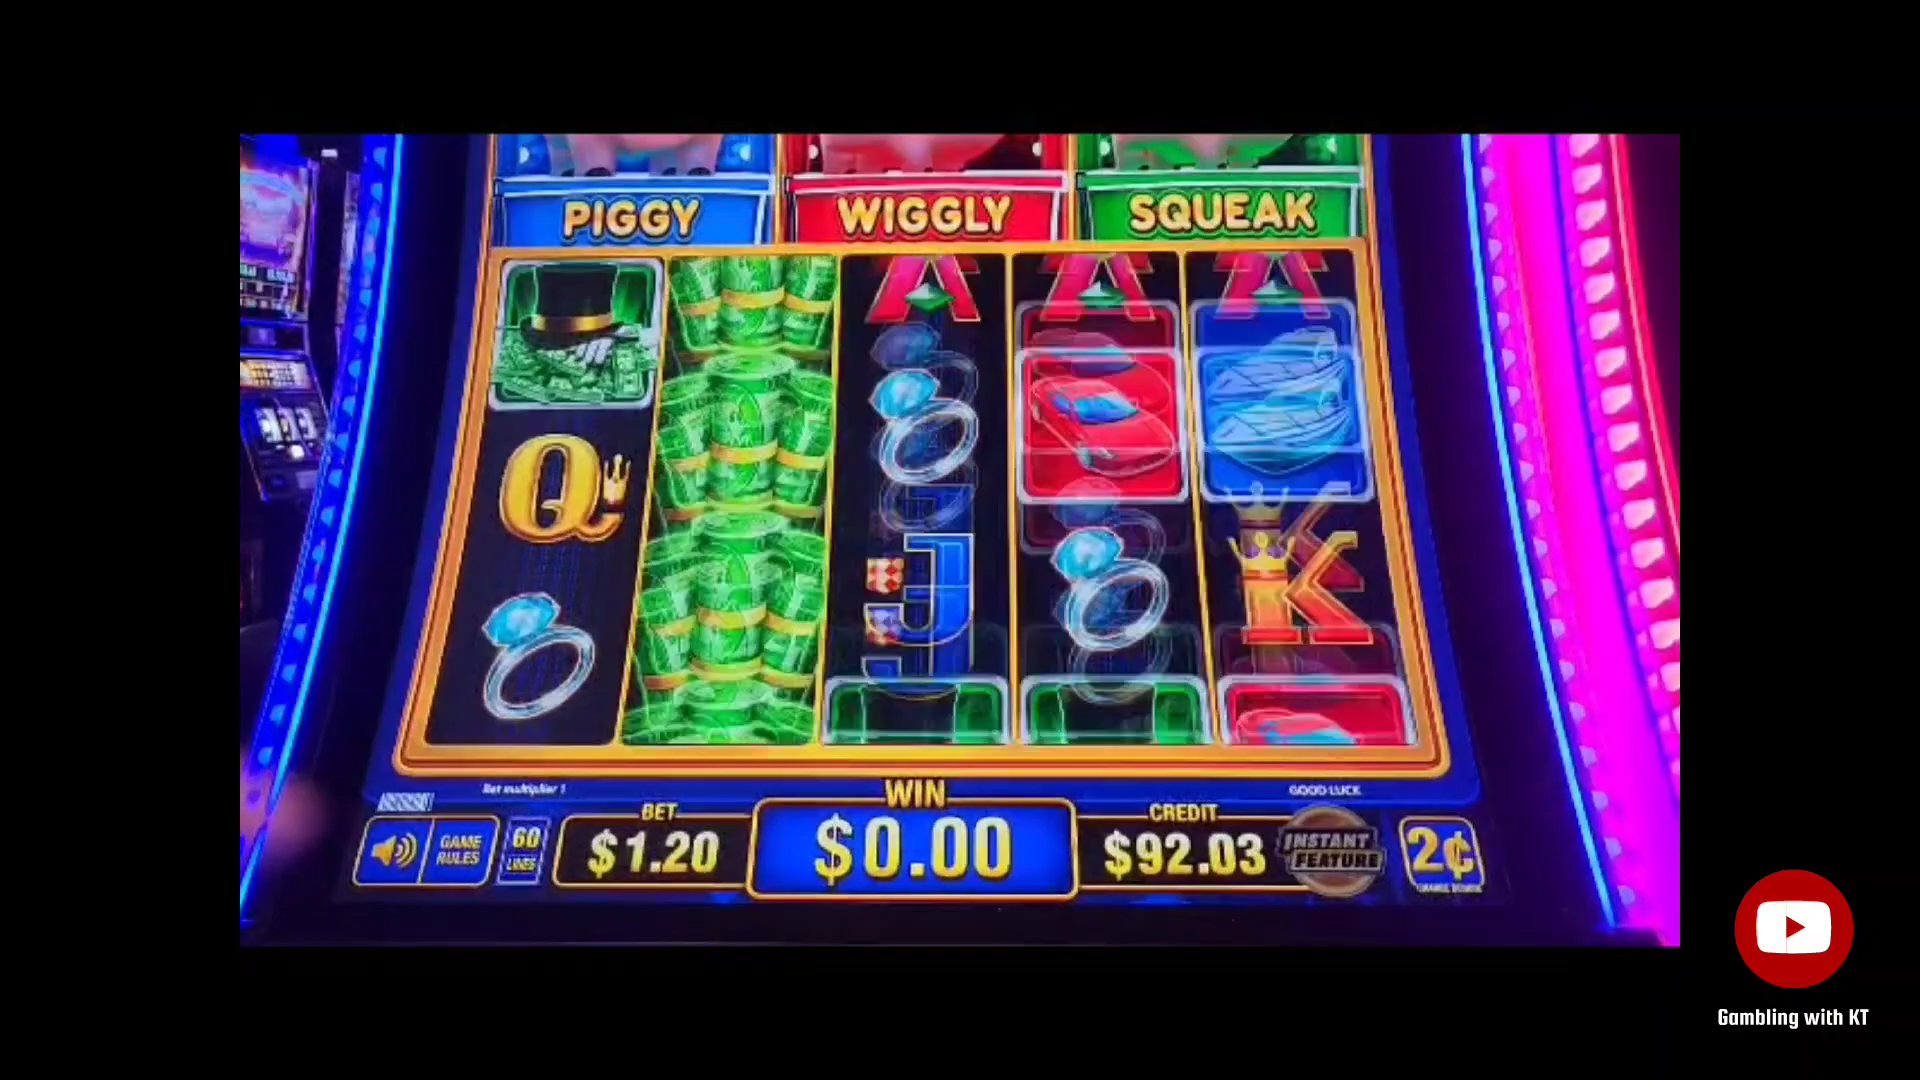 PIGGY
WIGGLY
SQUEAK
A
A
A
Q
J
K
Bet multiplier 1
GOOD LUCK
GAME
RULES
60
LINES
BET
$1.20
WIN
$0.00
CREDIT
$92.03
INSTANT
FEATURE
2¢
Gambling with KT